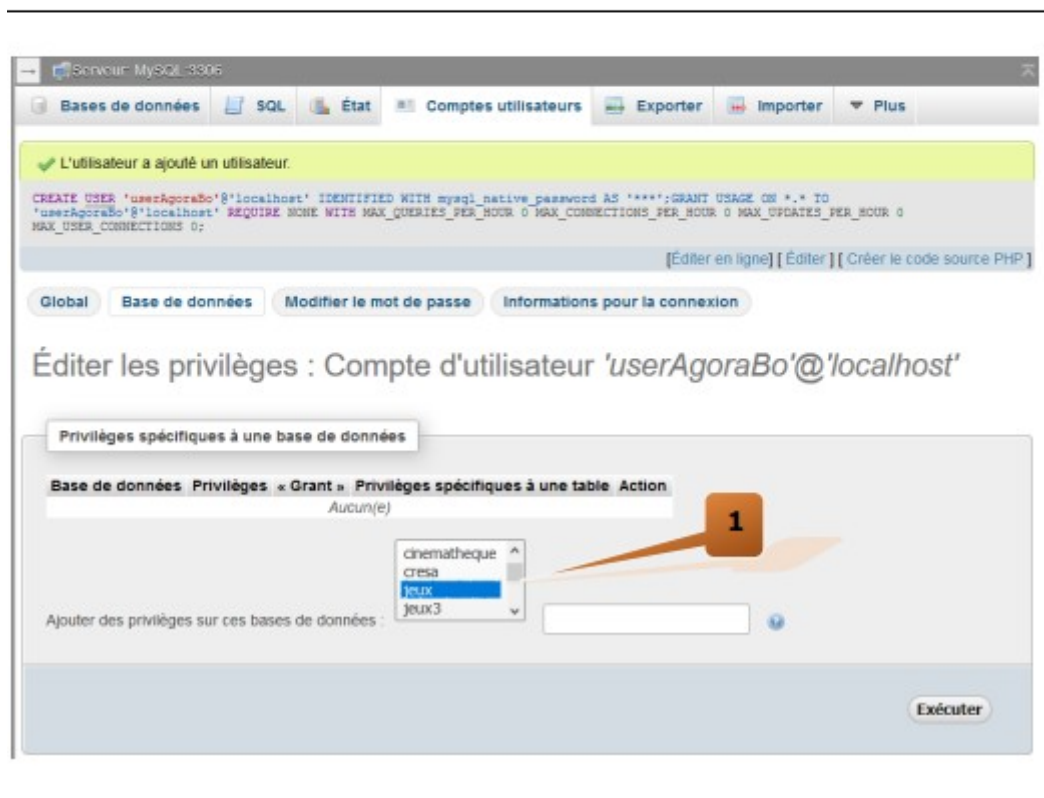 Serveur: MySQL:3306
Bases de données SQL État Comptes utilisateurs Exporter Importer Plus
L'utilisateur a ajouté un utilisateur.
CREATE USER 'userAgoraBo'@'localhost' IDENTIFIED WITH mysql_native_password AS '***';GRANT USAGE ON *.* TO
'userAgoraBo'@'localhost' REQUIRE NONE WITH MAX_QUERIES_PER_HOUR 0 MAX_CONNECTIONS_PER_HOUR 0 MAX_UPDATES_PER_HOUR 0
MAX_USER_CONNECTIONS 0;
[Éditer en ligne] [ Éditer ] [ Créer le code source PHP ]
Global Base de données Modifier le mot de passe Informations pour la connexion
Éditer les privilèges : Compte d'utilisateur 'userAgoraBo'@'localhost'
Privilèges spécifiques à une base de données
Base de données Privilèges « Grant » Privilèges spécifiques à une table Action
Aucun(e)
1
cinematheque
cresa
jeux
jeux3
Ajouter des privilèges sur ces bases de données :
Exécuter